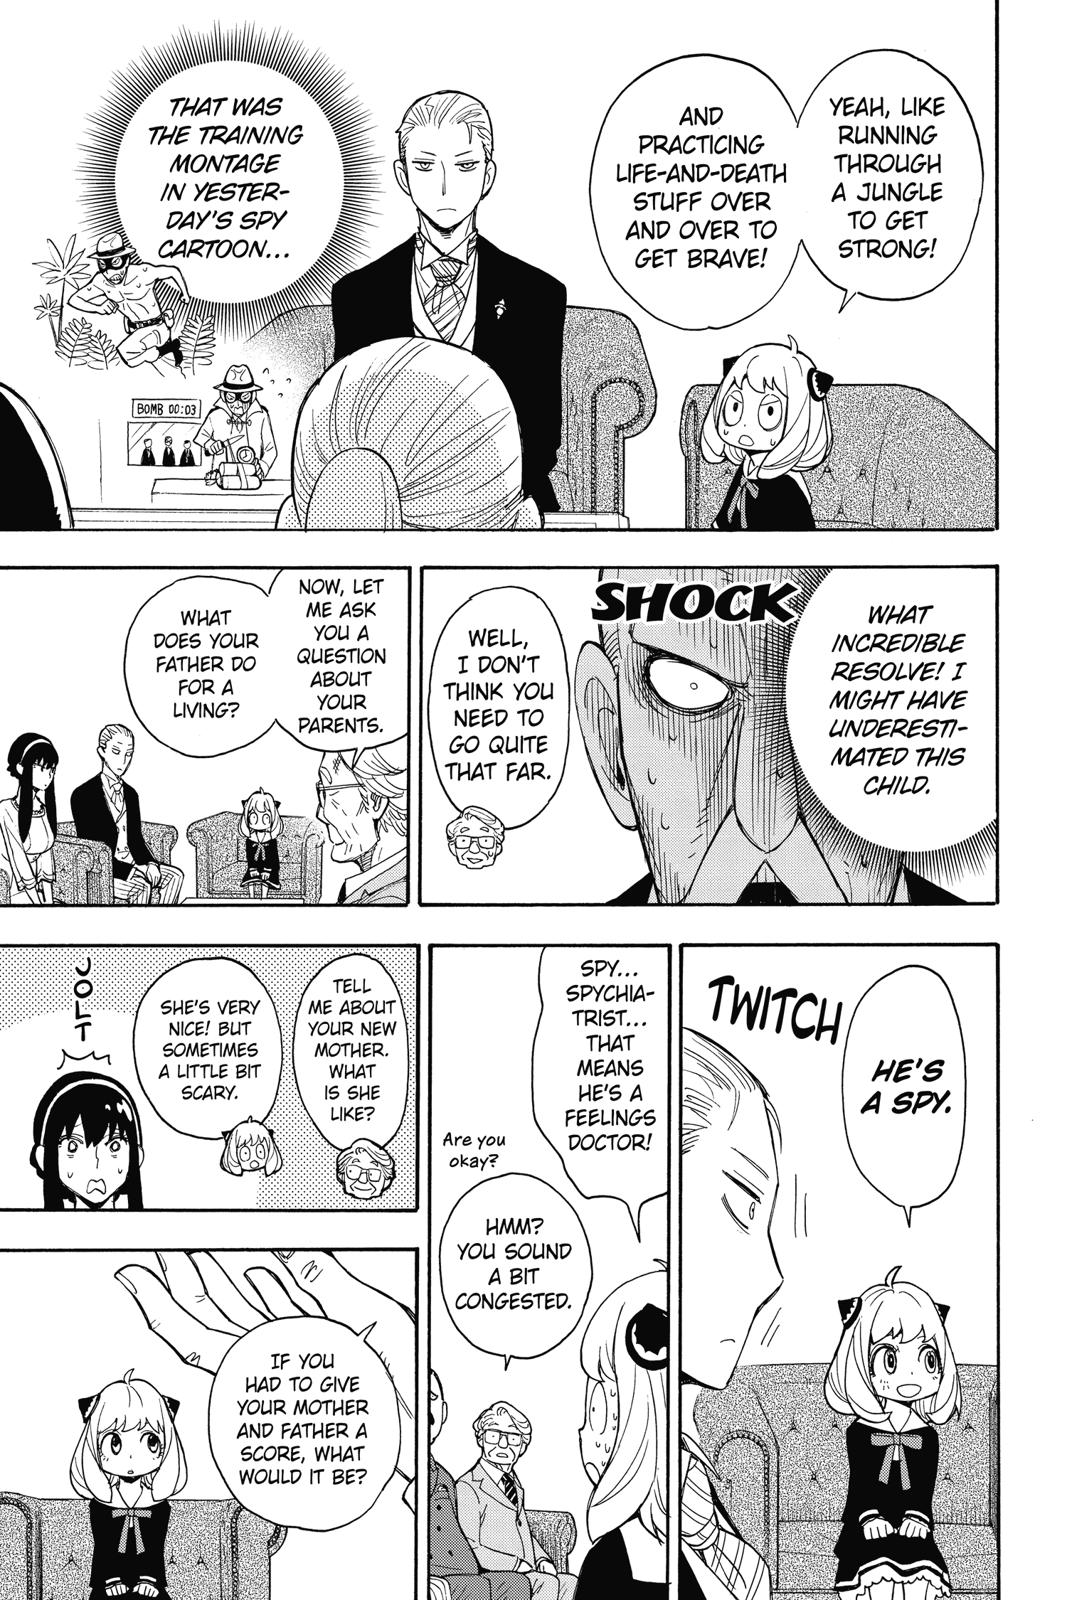 YEAH, LIKE
RUNNING
THROUGH
A JUNGLE
TO GET
STRONG!
AND
PRACTICING
LIFE-AND-DEATH
STUFF OVER
AND OVER TO
GET BRAVE!
THAT WAS
THE TRAINING
MONTAGE
IN YESTER-
DAY'S SPY
CARTOON...
BOMB 00:03
WHAT
INCREDIBLE
RESOLVE! I
MIGHT HAVE
UNDERESTI-
MATED THIS
CHILD.
SHOCK
WELL,
I DON'T
THINK YOU
NEED TO
GO QUITE
THAT FAR.
NOW, LET
ME ASK
YOU A
QUESTION
ABOUT
YOUR
PARENTS.
WHAT
DOES YOUR
FATHER DO
FOR A
LIVING?
HE'S
A SPY.
TWITCH
SPY...
SPYCHIA-
TRIST...
THAT
MEANS
HE'S A
FEELINGS
DOCTOR!
Are you
okay?
HMM?
YOU SOUND
A BIT
CONGESTED.
TELL
ME ABOUT
YOUR NEW
MOTHER.
WHAT
IS SHE
LIKE?
SHE'S VERY
NICE! BUT
SOMETIMES
A LITTLE BIT
SCARY.
JOLT
IF YOU
HAD TO GIVE
YOUR MOTHER
AND FATHER A
SCORE, WHAT
WOULD IT BE?